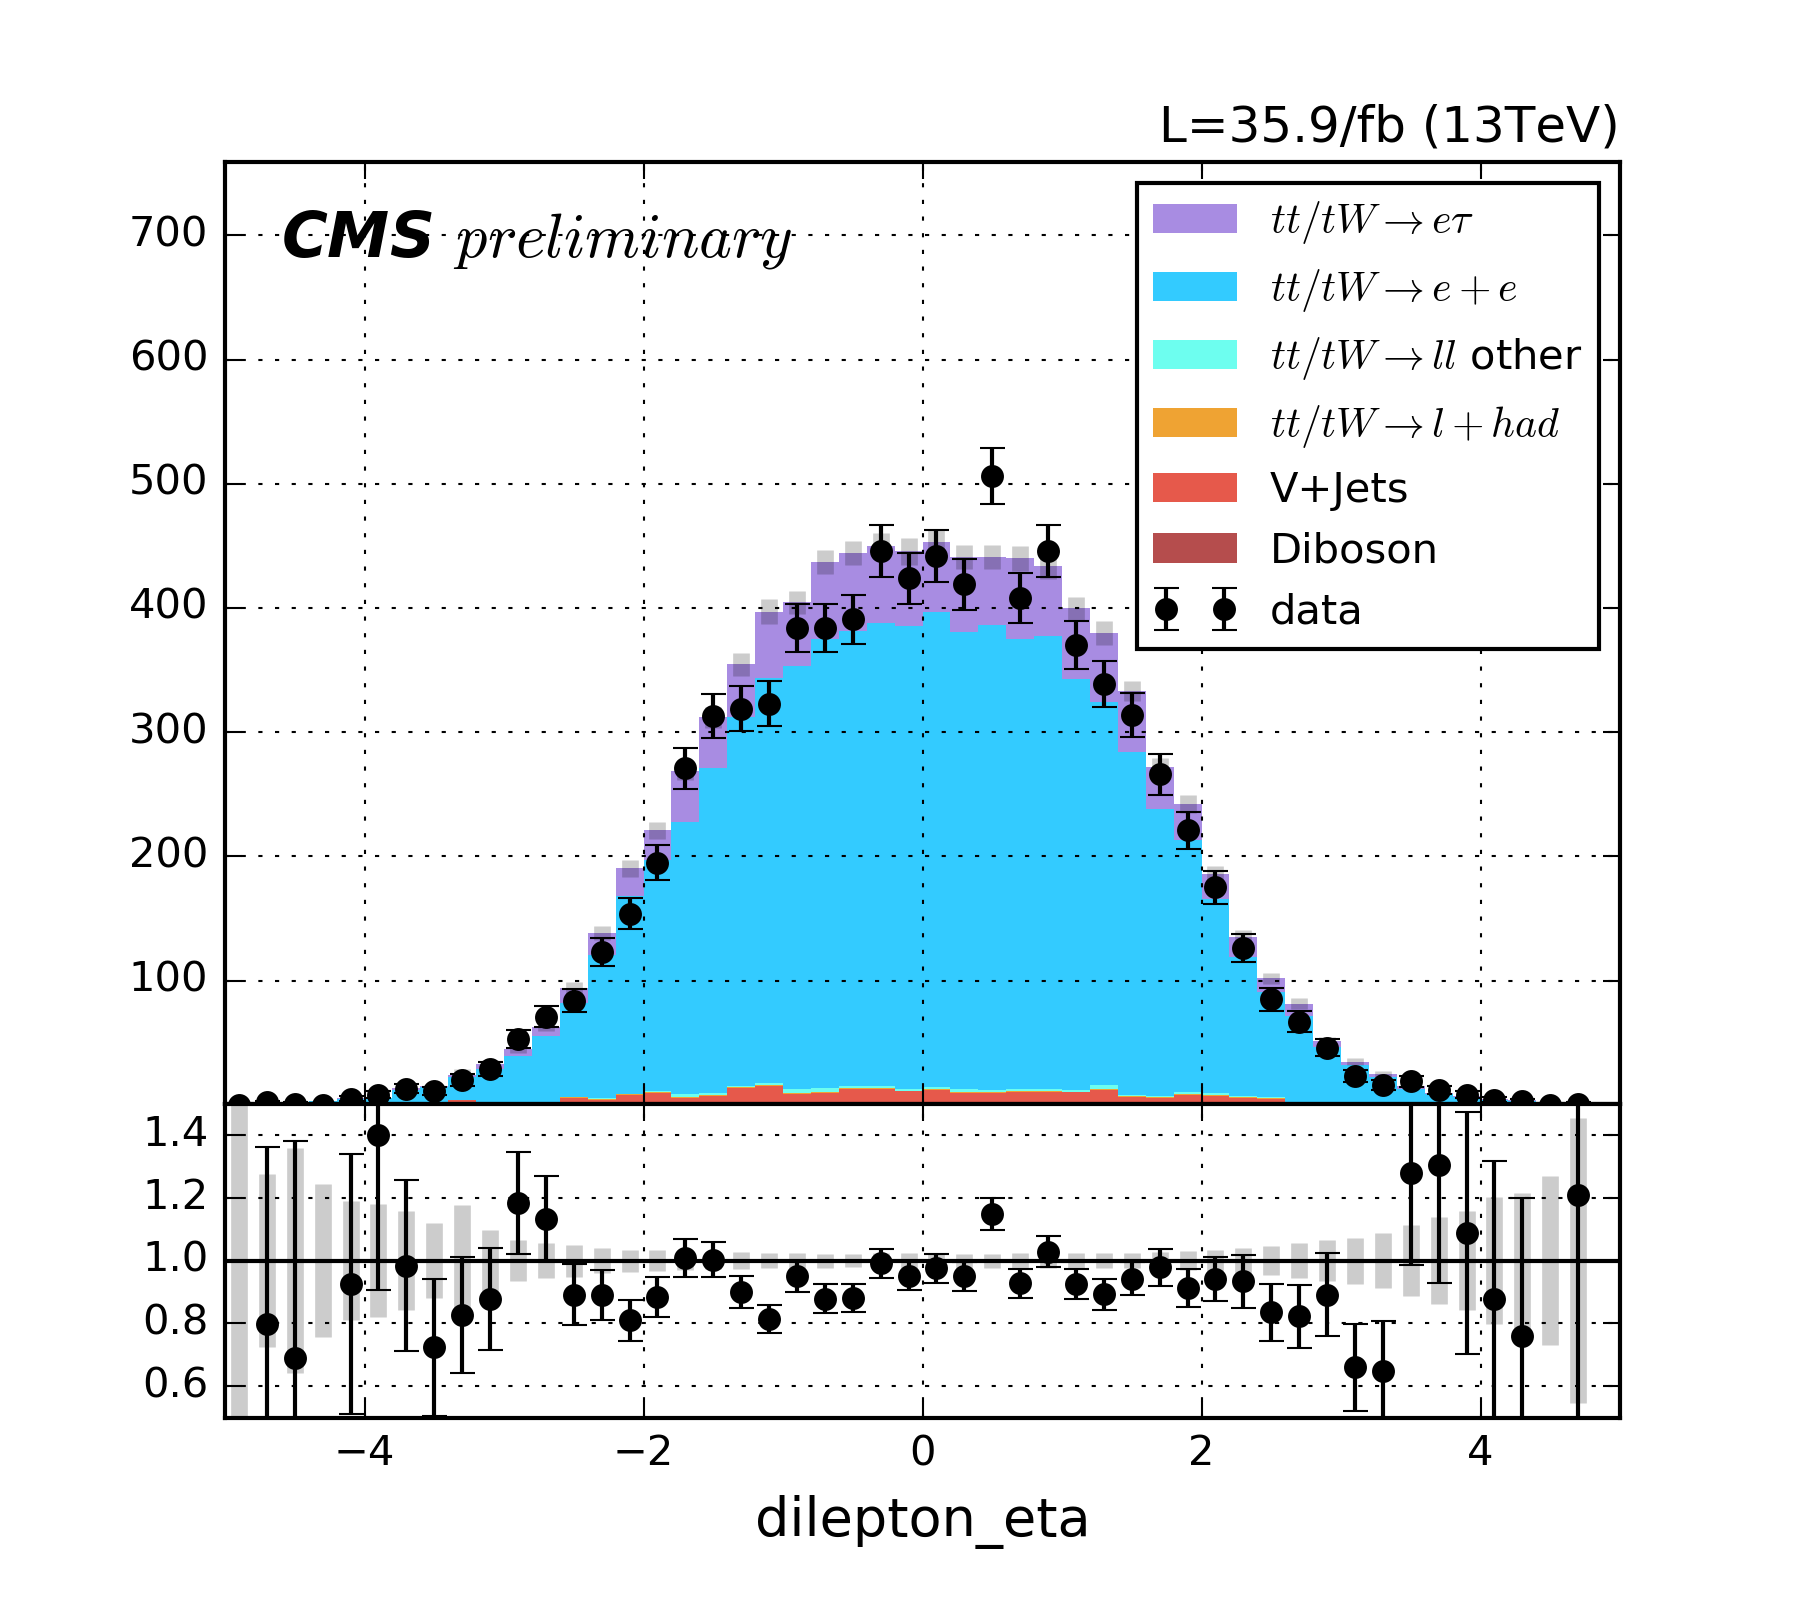 L=35.9/fb (13TeV)
CMS preliminary
700
600
500
400
300
200
100
tt/tW→eτ
tt/tW→e+e
tt/tW→ll other
tt/tW→l+had
V+Jets
Diboson
data
1.4
1.2
1.0
0.8
0.6
−4 −2 0 2 4
dilepton_eta